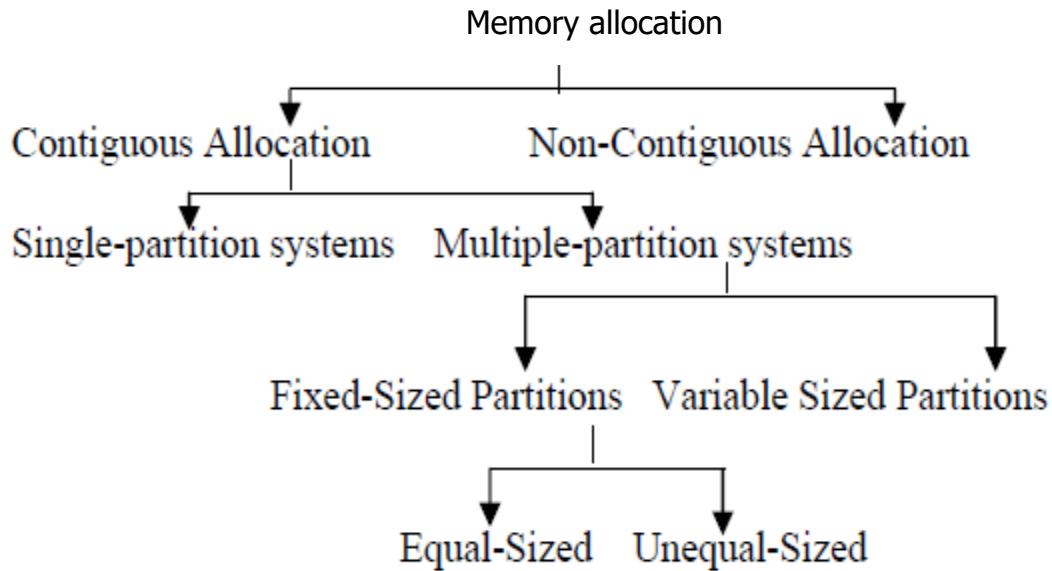 Memory allocation
Contiguous Allocation Non-Contiguous Allocation
Single-partition systems Multiple-partition systems
Fixed-Sized Partitions Variable Sized Partitions
Equal-Sized Unequal-Sized